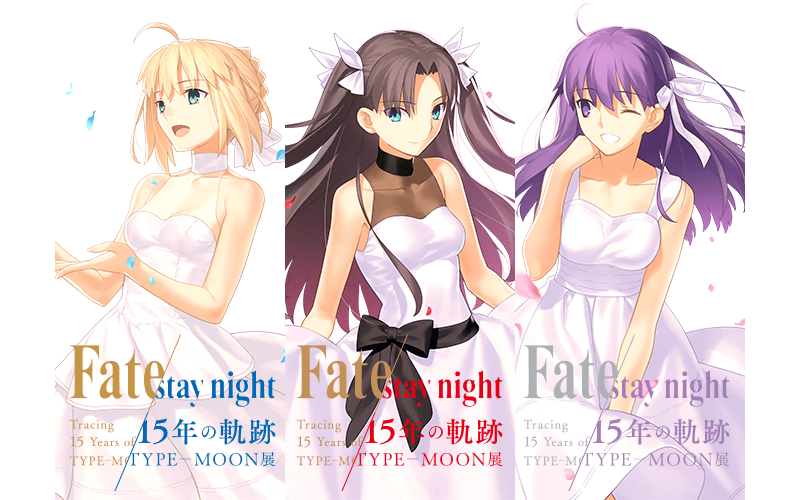 Fate
stay night
Tracing
15 Years of
15年の軌跡
TYPE-MOON展
Fate
stay night
Tracing
15 Years of
15年の軌跡
TYPE-MOON展
Fate
stay night
Tracing
15 Years of
15年の軌跡
TYPE-MOON展